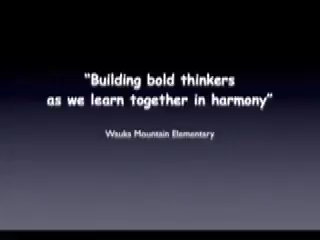 “Building bold thinkers
as we learn together in harmony”
Wauka Mountain Elementary